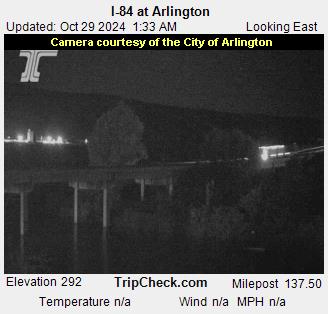 I-84 at Arlington
Updated: Oct 29 2024 1:33 AM Looking East
Camera courtesy of the City of Arlington
Elevation 292 TripCheck.com Milepost 137.50
Temperature n/a Wind n/a MPH n/a